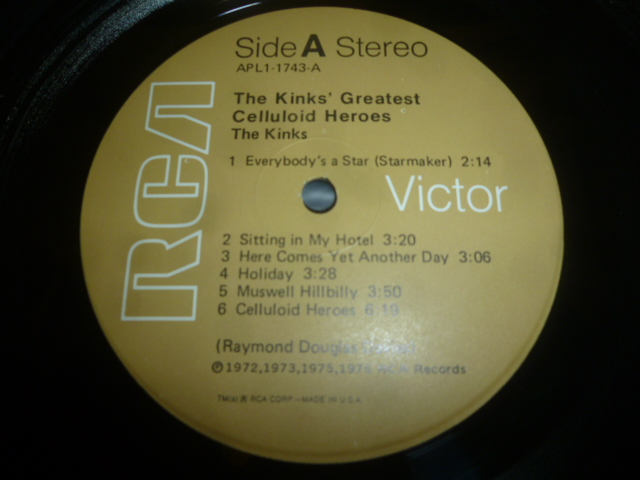 Side A Stereo
APL1-1743-A
The Kinks' Greatest
Celluloid Heroes
The Kinks
1 Everybody's a Star (Starmaker) 2:14
RCA
Victor
2 Sitting in My Hotel 3:20
3 Here Comes Yet Another Day 3:06
4 Holiday 3:28
5 Muswell Hillbilly 3:50
6 Celluloid Heroes 6:19
(Raymond Douglas
℗1972,1973,1975,1976 RCA Records
TM(s) ® RCA CORP—MADE IN U.S.A.